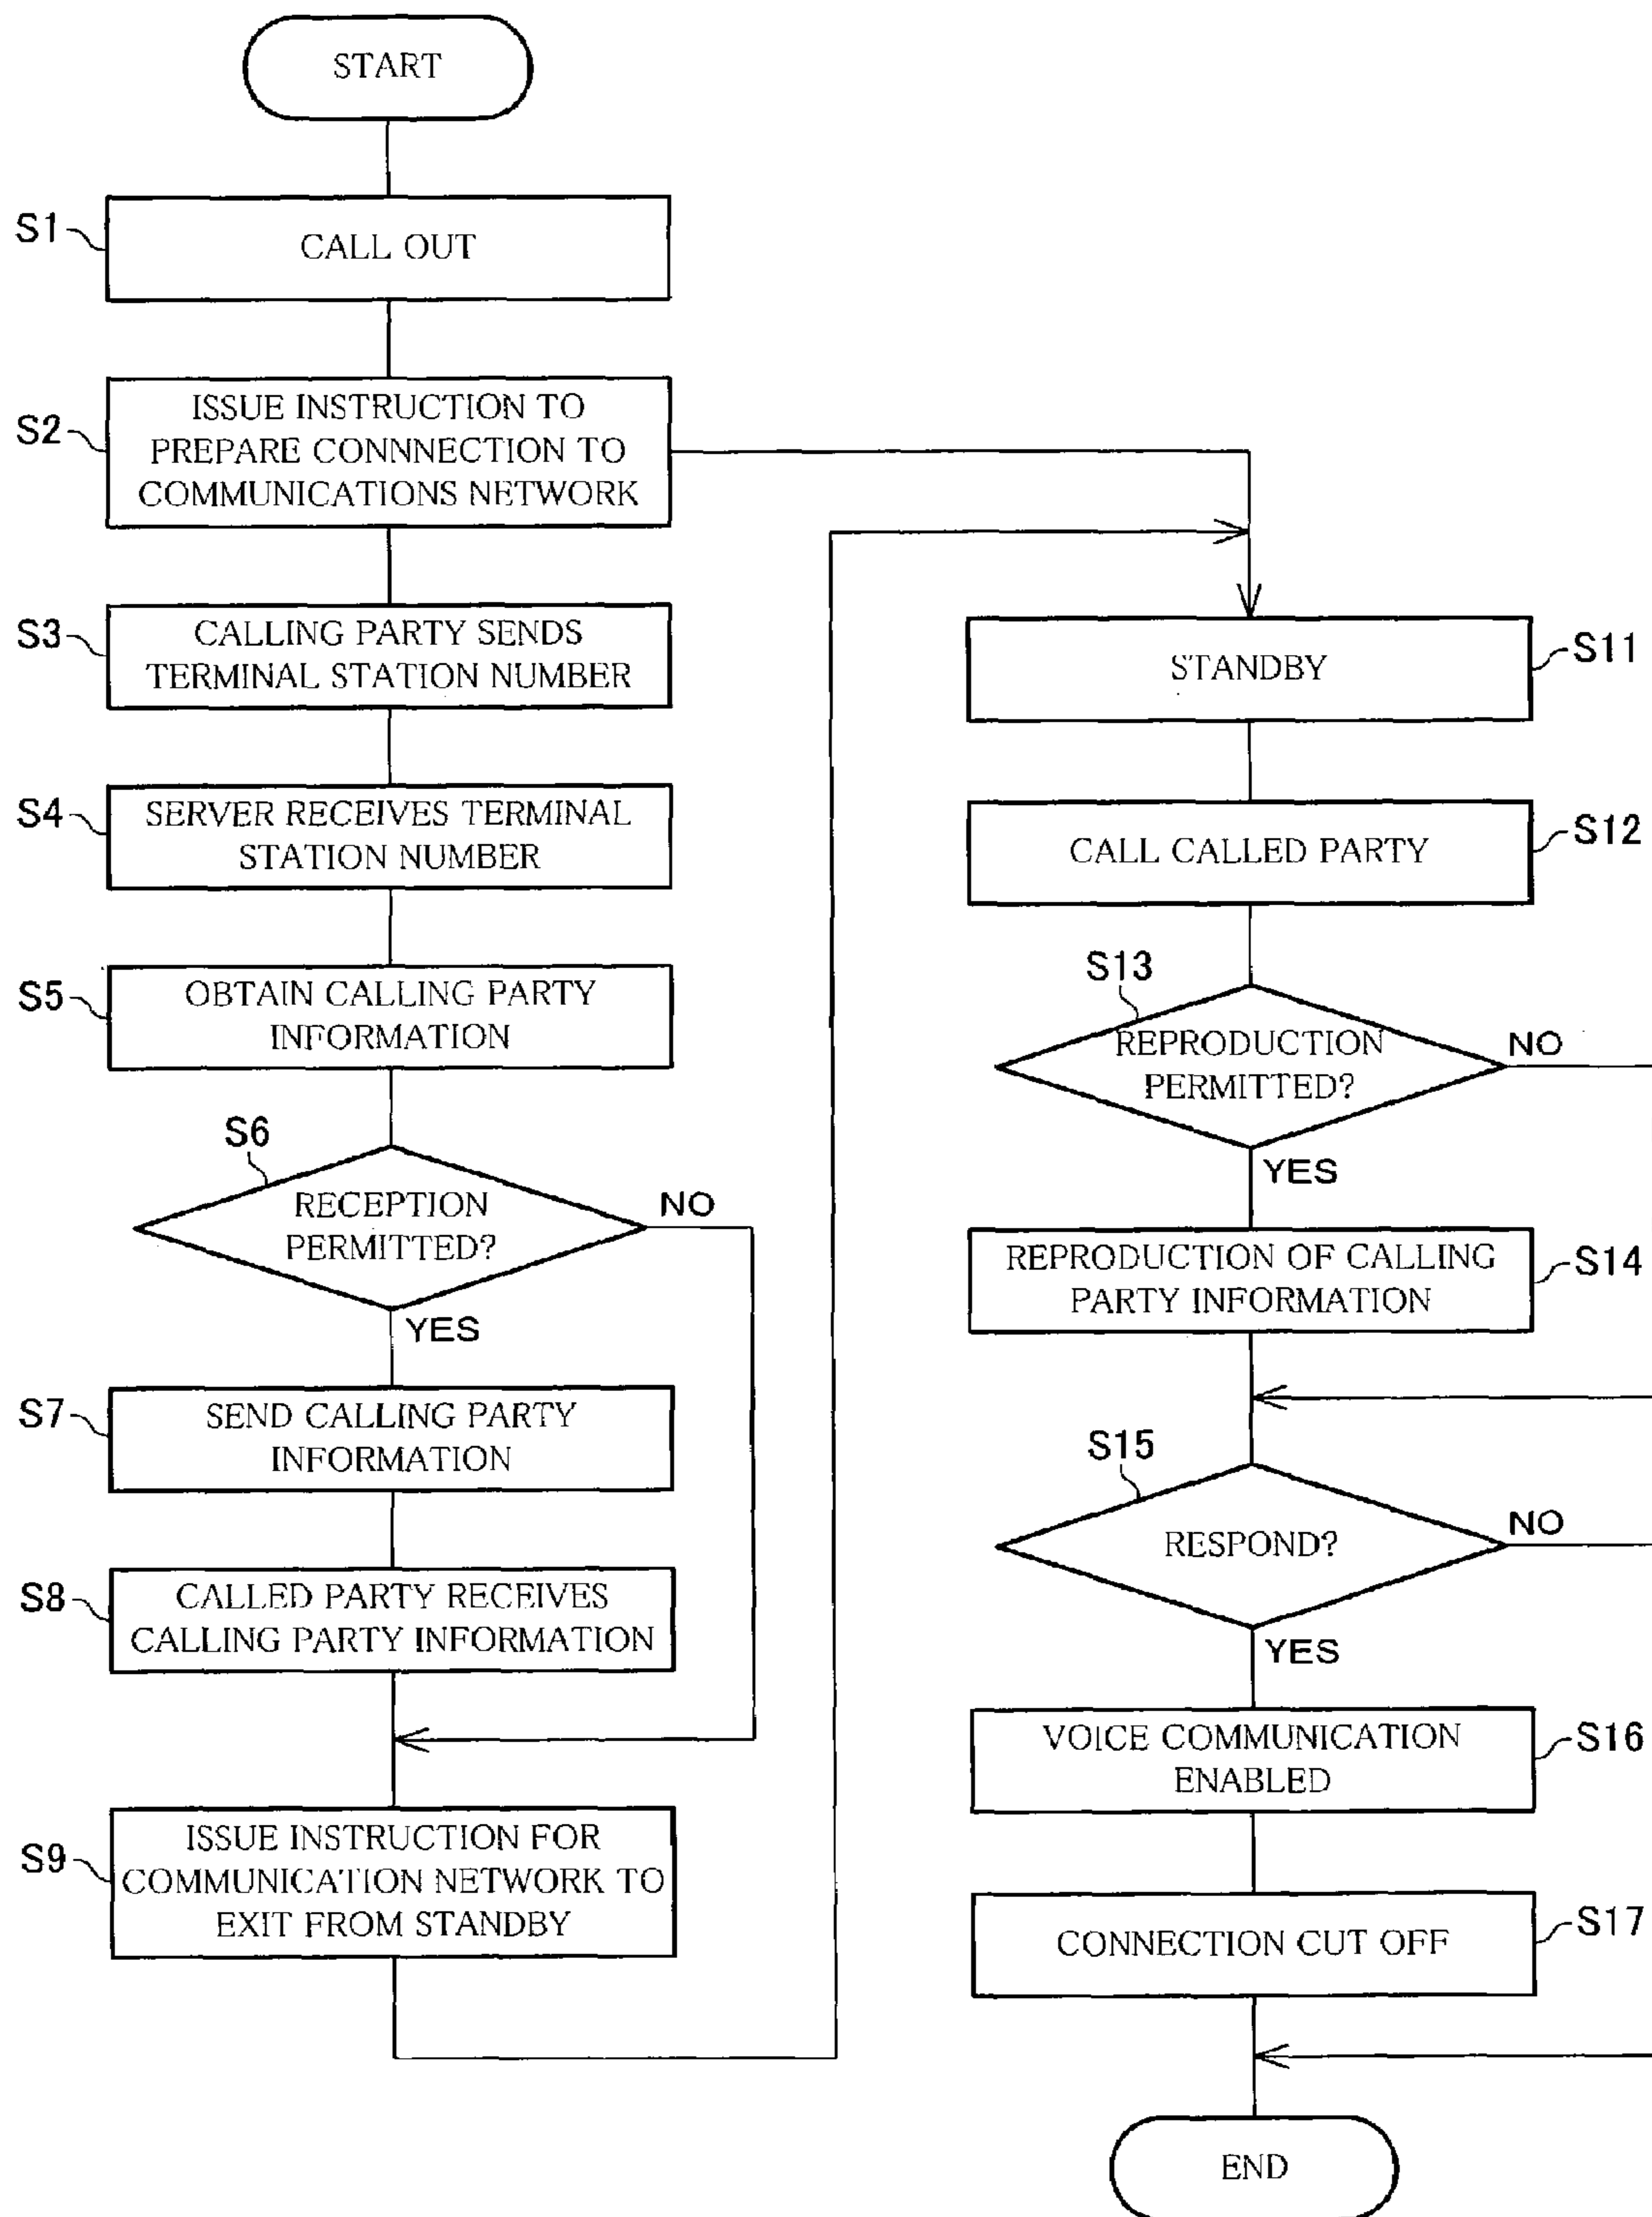 START
S1
CALL OUT
S2
ISSUE INSTRUCTION TO
PREPARE CONNNECTION TO
COMMUNICATIONS NETWORK
S3
CALLING PARTY SENDS
TERMINAL STATION NUMBER
S4
SERVER RECEIVES TERMINAL
STATION NUMBER
S5
OBTAIN CALLING PARTY
INFORMATION
S6
RECEPTION
PERMITTED?
NO
YES
S7
SEND CALLING PARTY
INFORMATION
S8
CALLED PARTY RECEIVES
CALLING PARTY INFORMATION
S9
ISSUE INSTRUCTION FOR
COMMUNICATION NETWORK TO
EXIT FROM STANDBY
STANDBY
S11
CALL CALLED PARTY
S12
S13
REPRODUCTION
PERMITTED?
NO
YES
REPRODUCTION OF CALLING
PARTY INFORMATION
S14
S15
RESPOND?
NO
YES
VOICE COMMUNICATION
ENABLED
S16
CONNECTION CUT OFF
S17
END